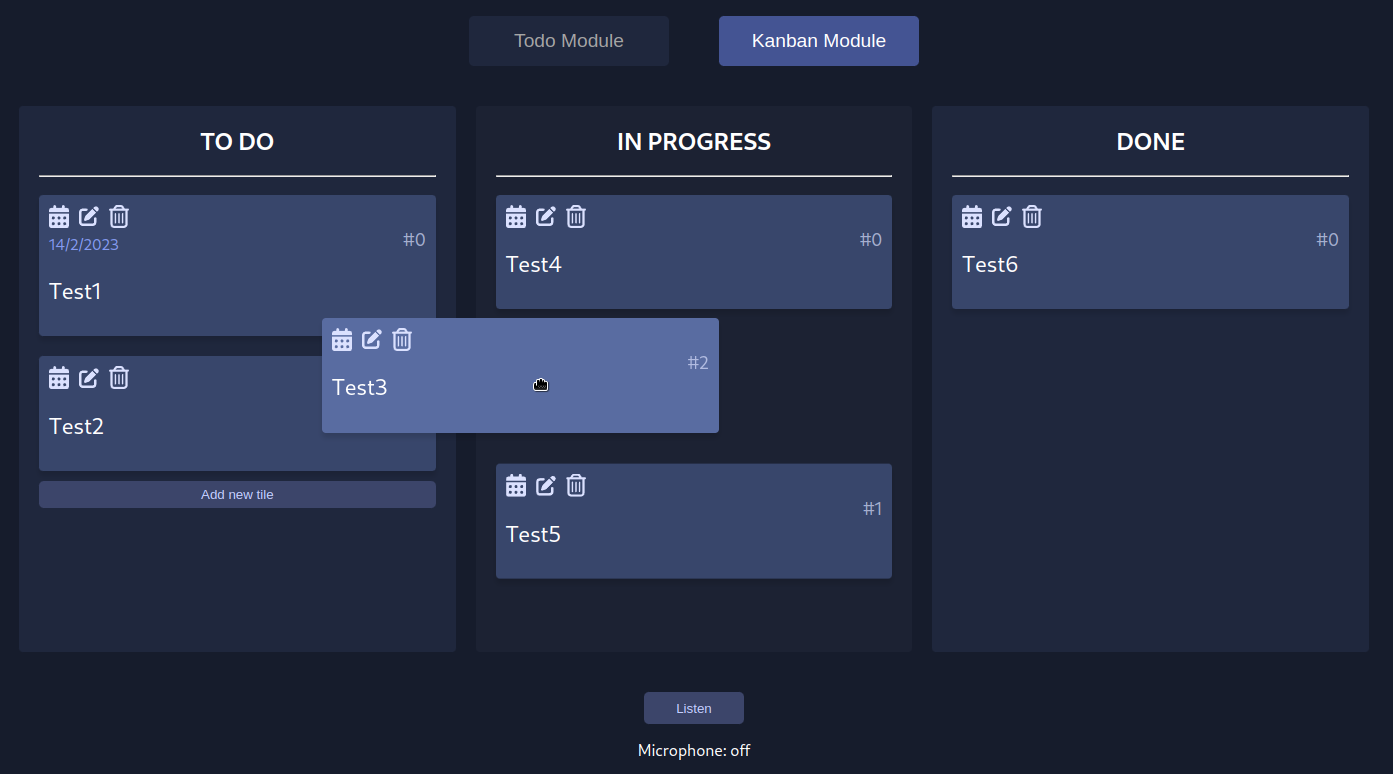 Todo Module
Kanban Module
TO DO
14/2/2023
#0
Test1
Test2
Add new tile
IN PROGRESS
#0
Test4
#2
Test3
#1
Test5
DONE
#0
Test6
Listen
Microphone: off